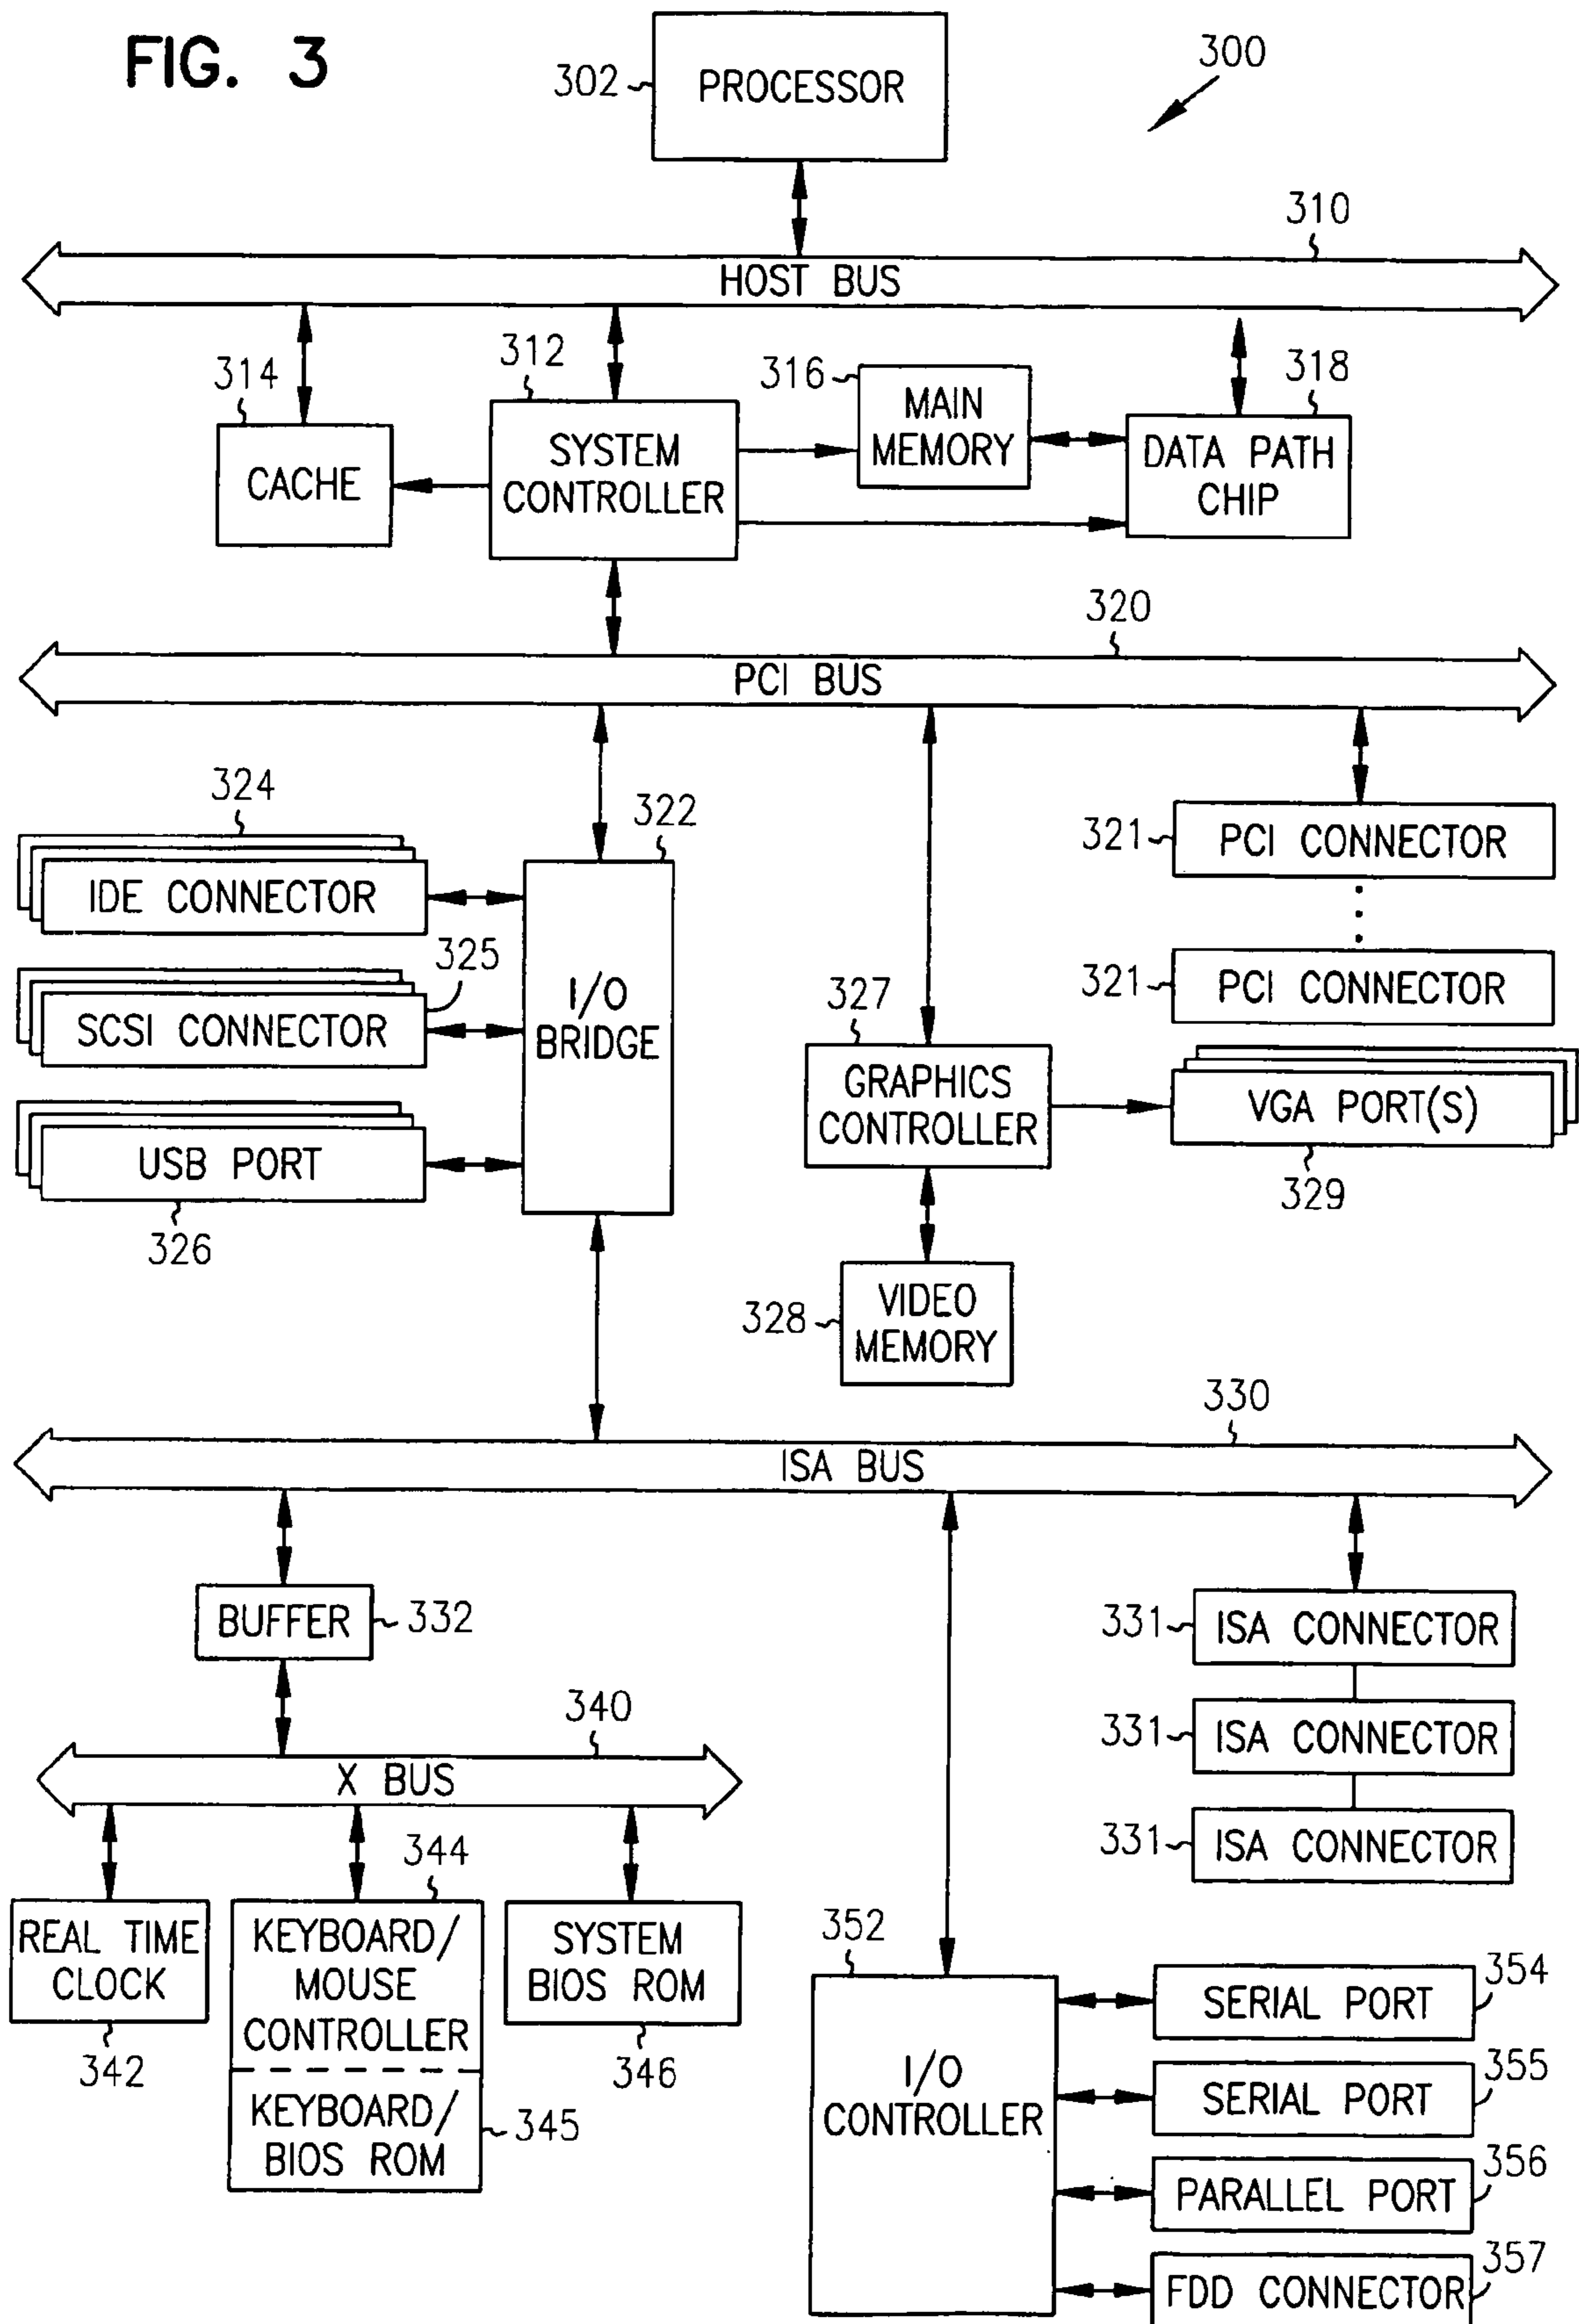 FIG. 3
300
302
PROCESSOR
310
HOST BUS
314
CACHE
312
SYSTEM
CONTROLLER
316
MAIN
MEMORY
318
DATA PATH
CHIP
320
PCI BUS
324
IDE CONNECTOR
325
SCSI CONNECTOR
USB PORT
326
322
I/O
BRIDGE
327
GRAPHICS
CONTROLLER
328
VIDEO
MEMORY
321
PCI CONNECTOR
321
PCI CONNECTOR
VGA PORT(S)
329
330
ISA BUS
BUFFER
332
331
ISA CONNECTOR
331
ISA CONNECTOR
331
ISA CONNECTOR
340
X BUS
REAL TIME
CLOCK
342
344
KEYBOARD/
MOUSE
CONTROLLER
KEYBOARD/
BIOS ROM
345
SYSTEM
BIOS ROM
346
352
I/O
CONTROLLER
SERIAL PORT
354
SERIAL PORT
355
PARALLEL PORT
356
FDD CONNECTOR
357